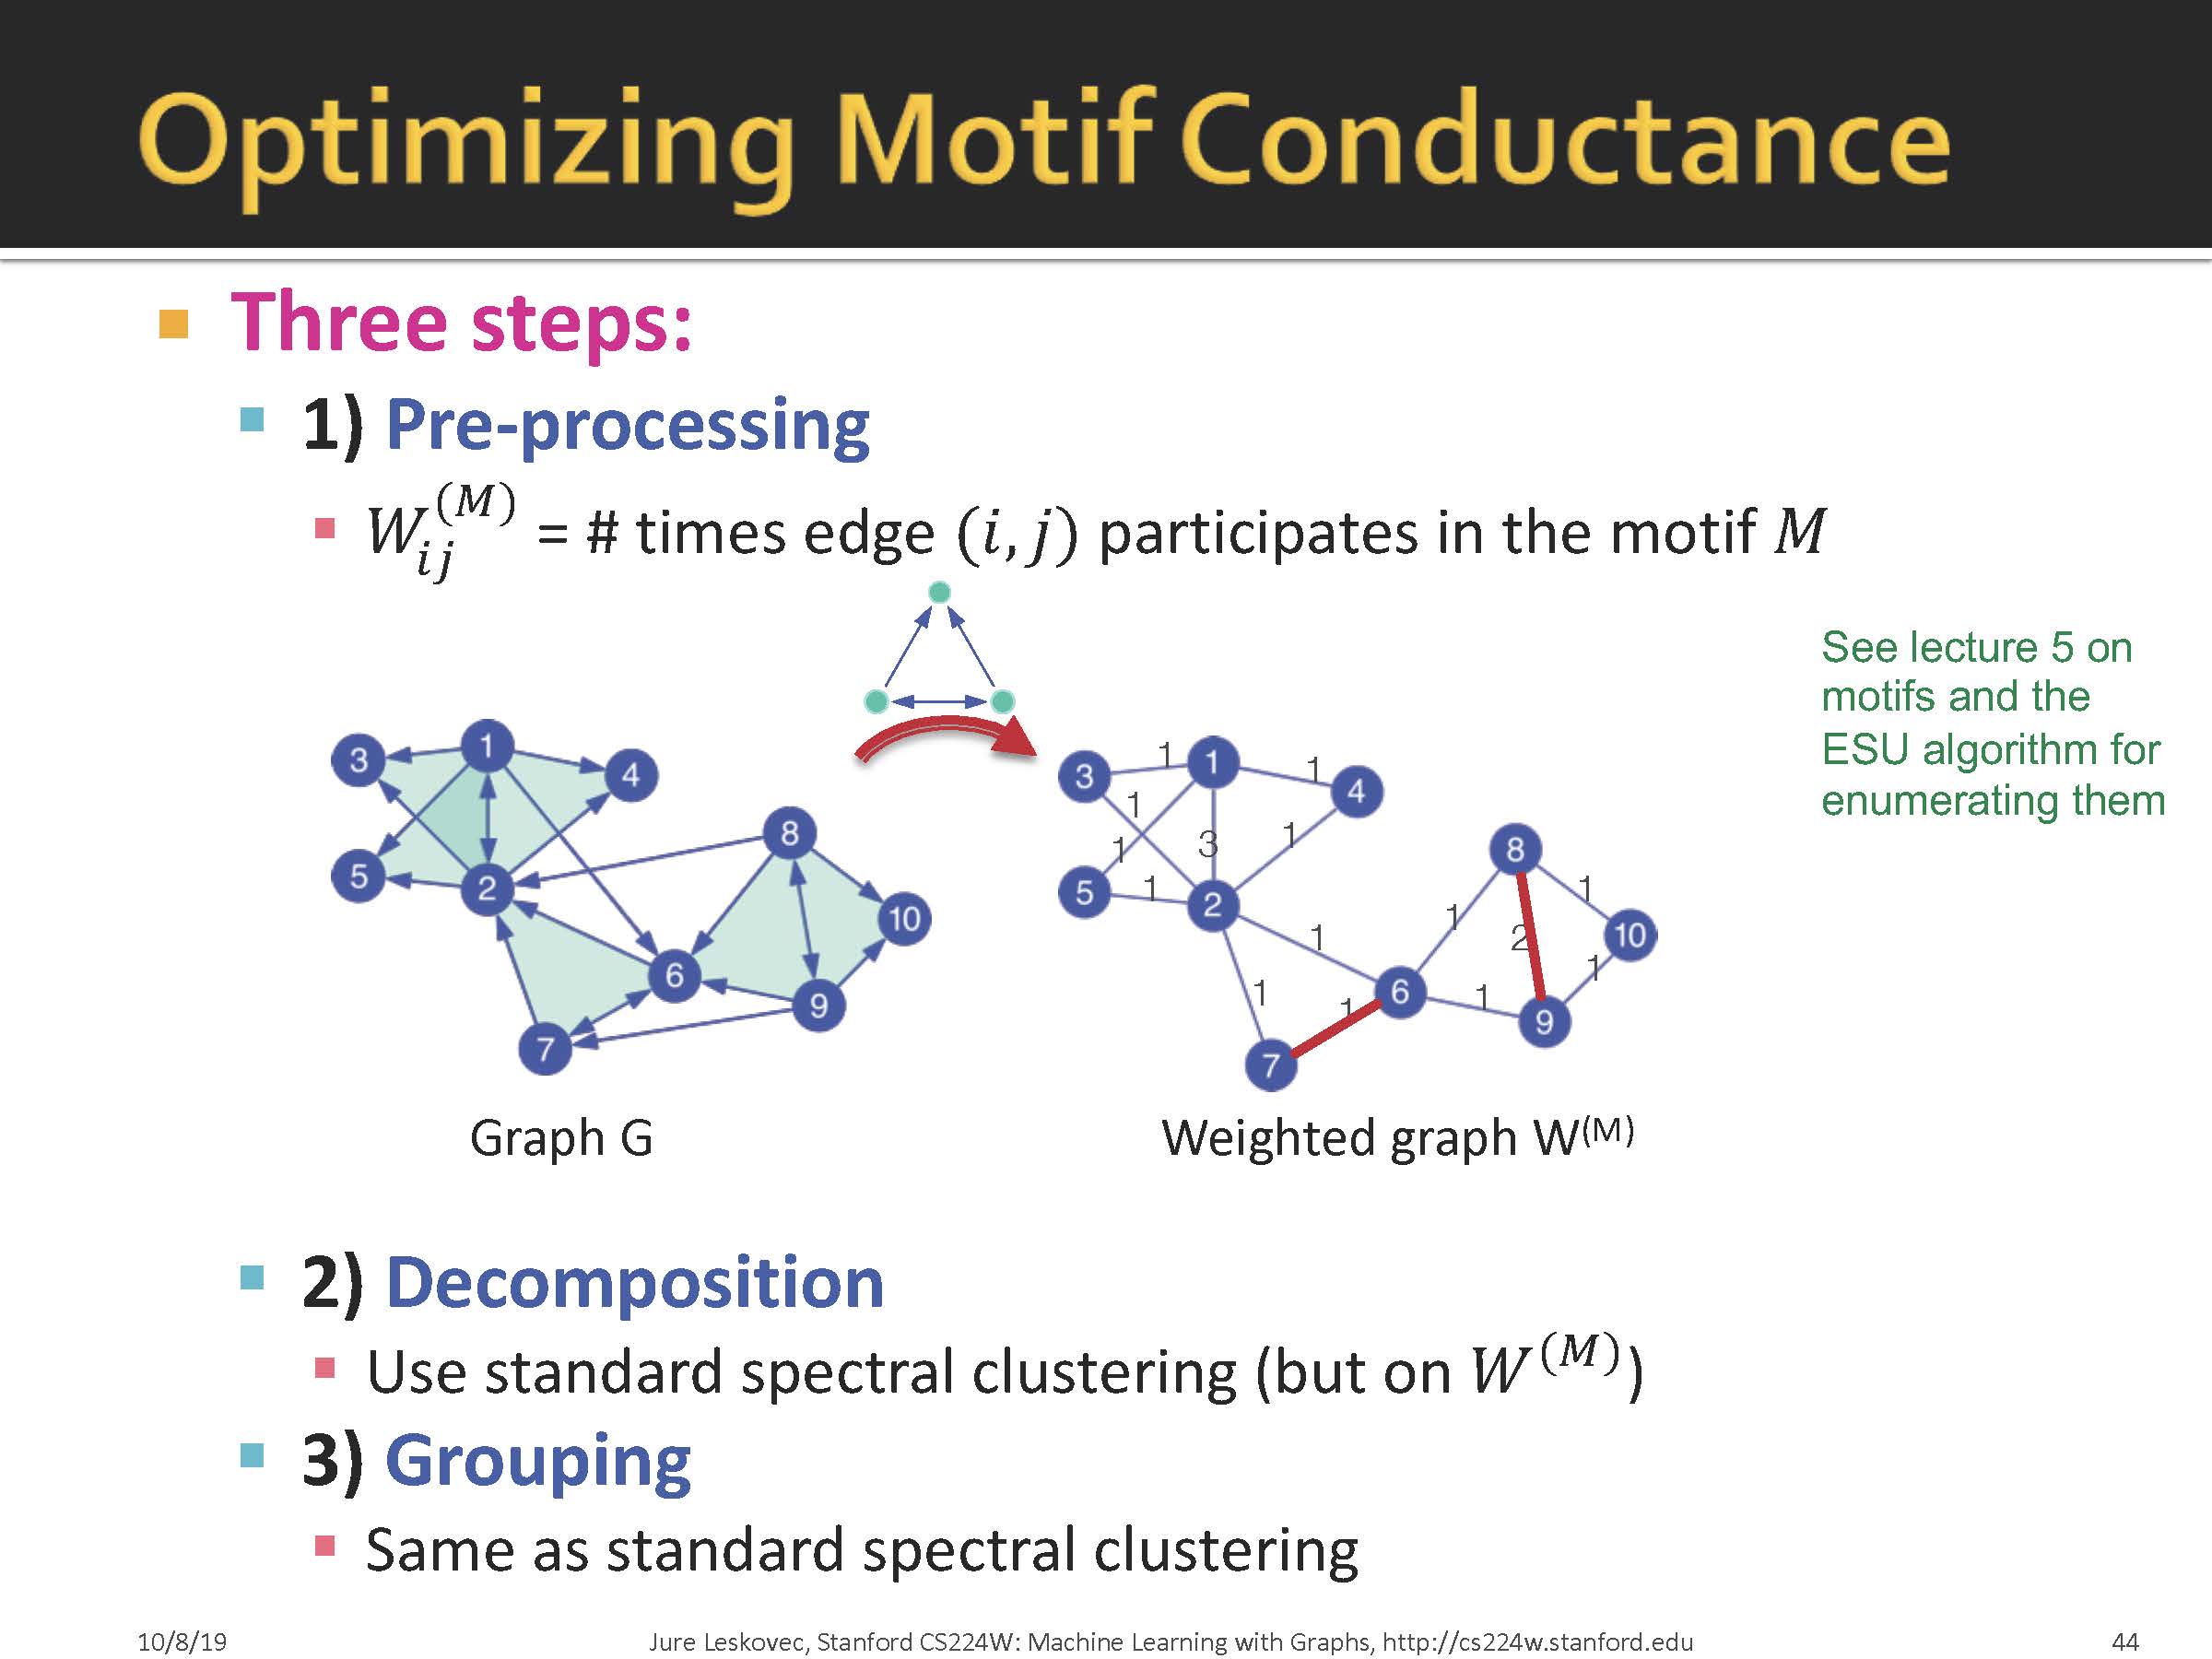 Optimizing Motif Conductance
Three steps:
1) Pre-processing
W_{ij}^{(M)} = # times edge (i, j) participates in the motif M
See lecture 5 on
motifs and the
ESU algorithm for
enumerating them
3 1 4 5 2 8 10 6 9 7
3 1 1 1 4
1
1 3 1
5 1 2
8 1
1 1 2 10
1
1 1 6 1 9
7
Graph G
Weighted graph W(M)
2) Decomposition
Use standard spectral clustering (but on W^{(M)})
3) Grouping
Same as standard spectral clustering
10/8/19
Jure Leskovec, Stanford CS224W: Machine Learning with Graphs, http://cs224w.stanford.edu
44